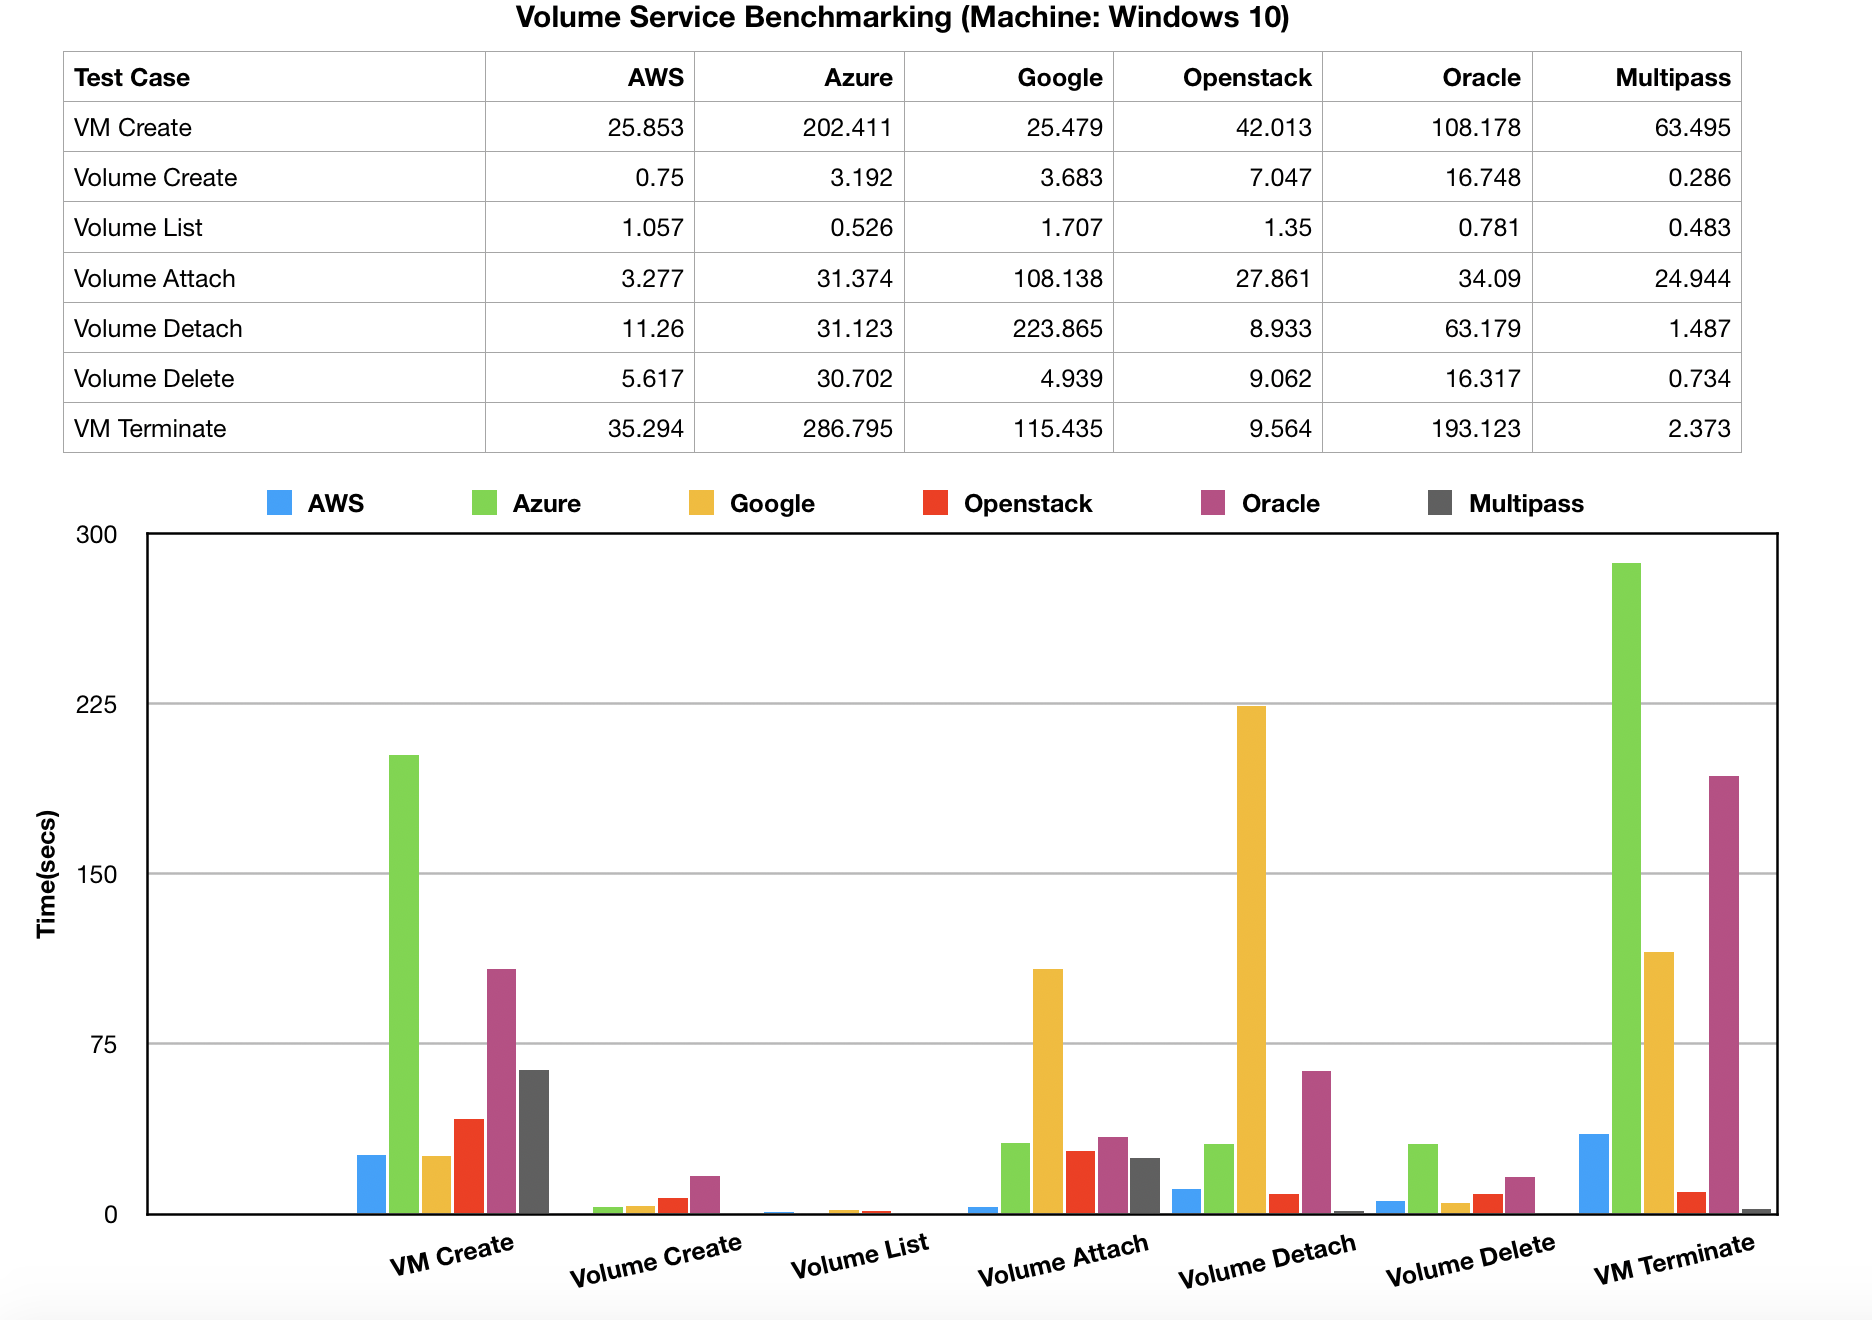 Volume Service Benchmarking (Machine: Windows 10)
Test Case AWS Azure Google Openstack Oracle Multipass
VM Create 25.853 202.411 25.479 42.013 108.178 63.495
Volume Create 0.75 3.192 3.683 7.047 16.748 0.286
Volume List 1.057 0.526 1.707 1.35 0.781 0.483
Volume Attach 3.277 31.374 108.138 27.861 34.09 24.944
Volume Detach 11.26 31.123 223.865 8.933 63.179 1.487
Volume Delete 5.617 30.702 4.939 9.062 16.317 0.734
VM Terminate 35.294 286.795 115.435 9.564 193.123 2.373
AWS Azure Google Openstack Oracle Multipass
300
225
150
75
0
Time(secs)
VM Create Volume Create Volume List Volume Attach Volume Detach Volume Delete VM Terminate